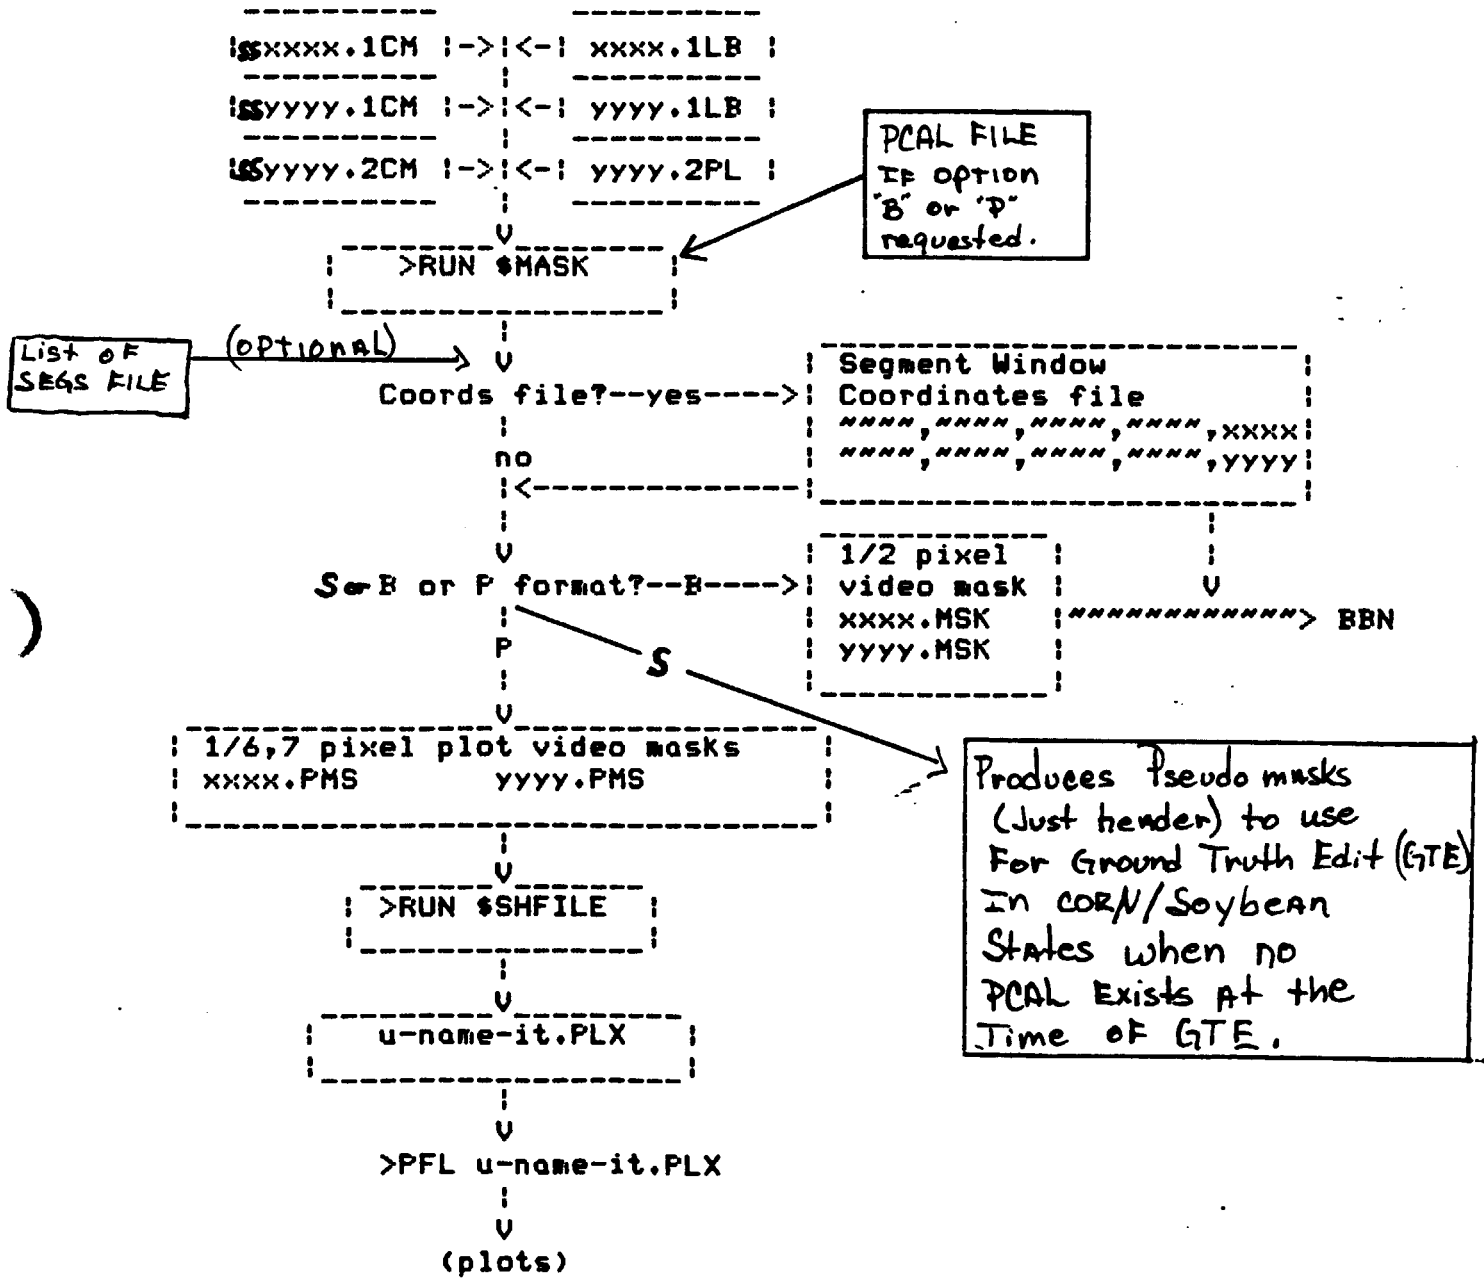 ssxxxx.1CM |->|<-| xxxx.1LB
ssyyyy.1CM |->|<-| yyyy.1LB
ssyyyy.2CM |->|<-| yyyy.2PL
PCAL FILE
IF option
"B" or "P"
requested.
>RUN $MASK
List OF
SEGS FILE
(OPTIONAL)
Coords file?--yes---->
Segment Window
Coordinates file
~~~~,~~~~,~~~~,~~~~,xxxx
~~~~,~~~~,~~~~,~~~~,yyyy
no
S or B or P format?--B---->
1/2 pixel
video mask
xxxx.MSK
yyyy.MSK
~~~~~~~~~~~~> BBN
P
S
1/6,7 pixel plot video masks
xxxx.PMS yyyy.PMS
Produces Pseudo masks
(Just header) to use
For Ground Truth Edit (GTE)
In CORN/Soybean
States when no
PCAL Exists At the
Time OF GTE.
>RUN $SHFILE
u-name-it.PLX
>PFL u-name-it.PLX
(plots)